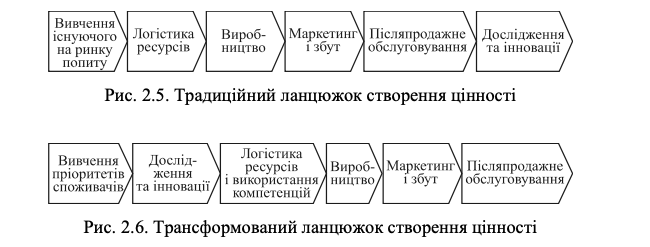 Вивчення
існуючого
на ринку
попиту
Логістика
ресурсів
Вироб-
ництво
Маркетинг
і збут
Післяпродажне
обслуговування
Дослідження
та інновації
Рис. 2.5. Традиційний ланцюжок створення цінності
Вивчення
пріоритетів
споживачів
Дослід-
ження
та інновації
Логістика
ресурсів
і використання
компетенцій
Вироб-
ництво
Маркетинг
і збут
Післяпродажне
обслуговування
Рис. 2.6. Трансформований ланцюжок створення цінності